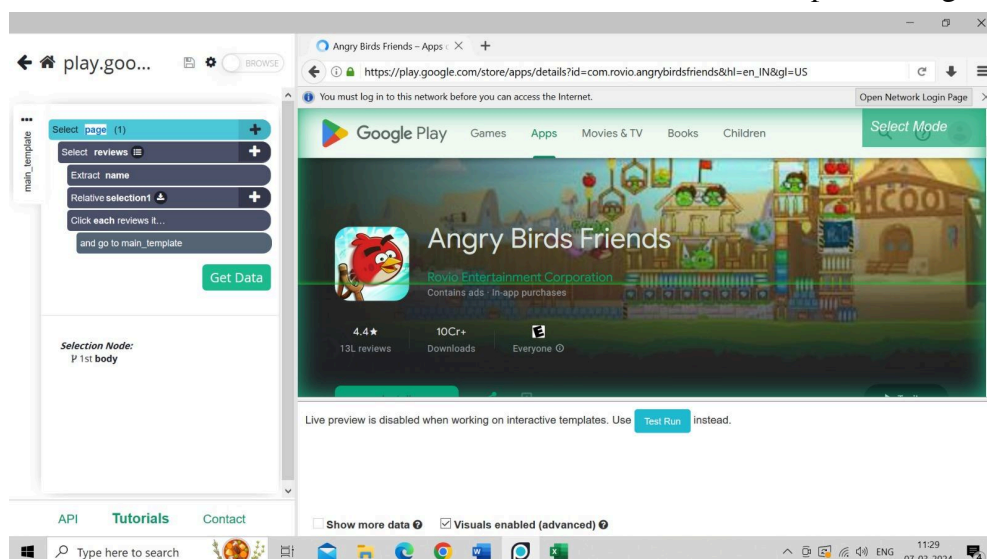 play.goo...
BROWSE
Angry Birds Friends – Apps
https://play.google.com/store/apps/details?id=com.rovio.angrybirdsfriends&hl=en_IN&gl=US
You must log in to this network before you can access the Internet.
Open Network Login Page
main_template
Select page (1)
Select reviews
Extract name
Relative selection1
Click each reviews it...
and go to main_template
Get Data
Selection Node:
1st body
Google Play
Games
Apps
Movies & TV
Books
Children
Select Mode
Angry Birds Friends
Rovio Entertainment Corporation
Contains ads · In-app purchases
4.4★
13L reviews
10Cr+
Downloads
E
Everyone
Live preview is disabled when working on interactive templates. Use Test Run instead.
Show more data
Visuals enabled (advanced)
API
Tutorials
Contact
Type here to search
ENG
11:29